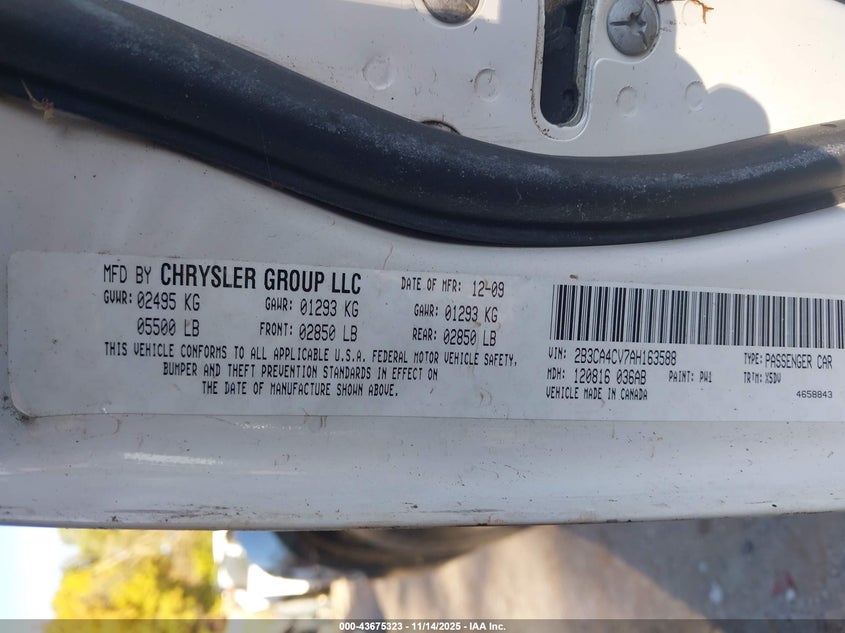 MFD BY CHRYSLER GROUP LLC DATE OF MFR: 12-09
GVWR: 02495 KG GAWR: 01293 KG GAWR: 01293 KG
05500 LB FRONT: 02850 LB REAR: 02850 LB
THIS VEHICLE CONFORMS TO ALL APPLICABLE U.S.A. FEDERAL MOTOR VEHICLE SAFETY,
BUMPER AND THEFT PREVENTION STANDARDS IN EFFECT ON
THE DATE OF MANUFACTURE SHOWN ABOVE.
VIN: 2B3CA4CV7AH163588 TYPE: PASSENGER CAR
MDH: 120816 036AB PAINT: PW1 TRIM: X5DV
VEHICLE MADE IN CANADA 4658843
000-43675323 | 11/14/2025 - IAA Inc.